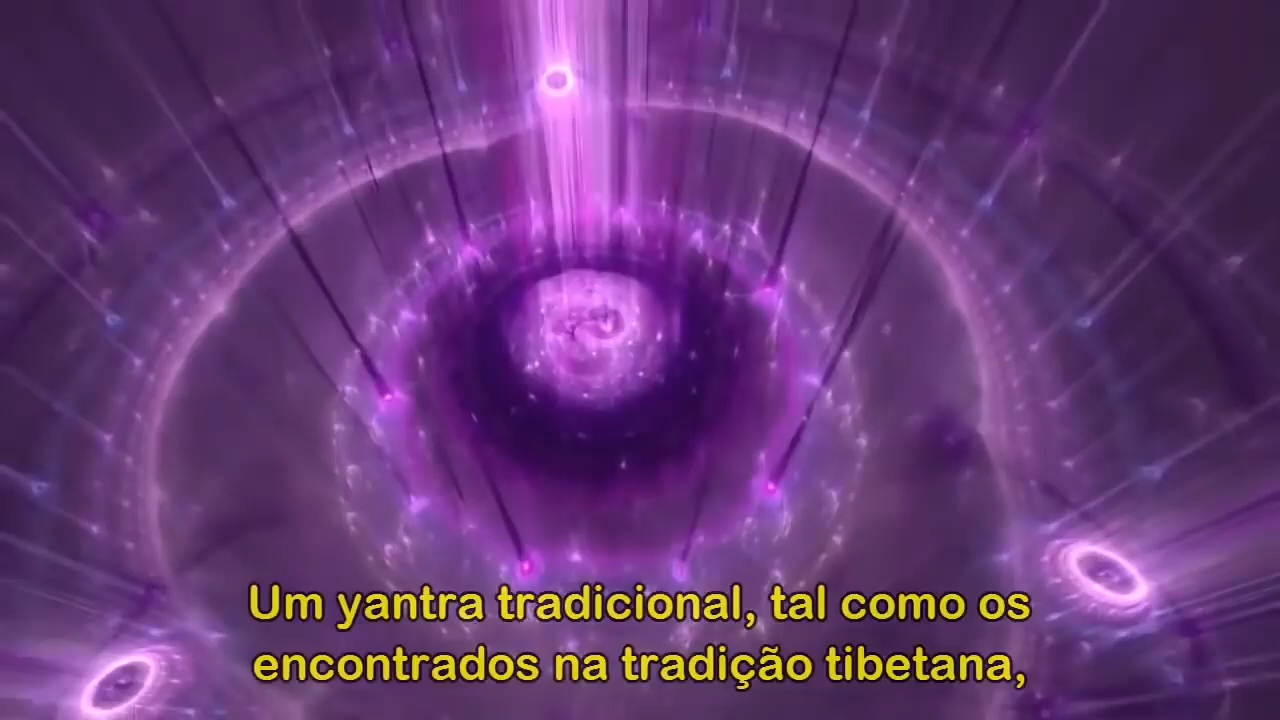 Um yantra tradicional, tal como os
encontrados na tradição tibetana,